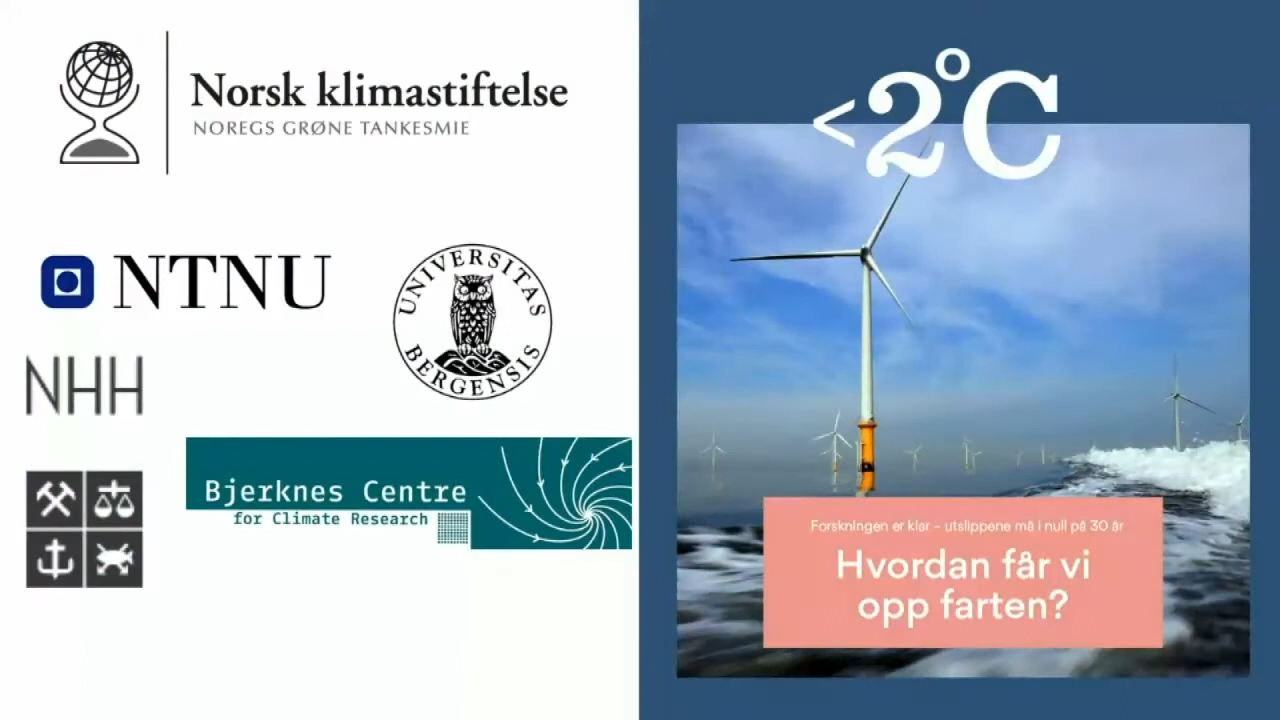 Norsk klimastiftelse
NOREGS GRØNE TANKESMIE
NTNU
UNIVERSITAS
BERGENSIS
NHH
Bjerknes Centre
for Climate Research
<2°C
Forskningen er klar – utslippene må i null på 30 år
Hvordan får vi
opp farten?